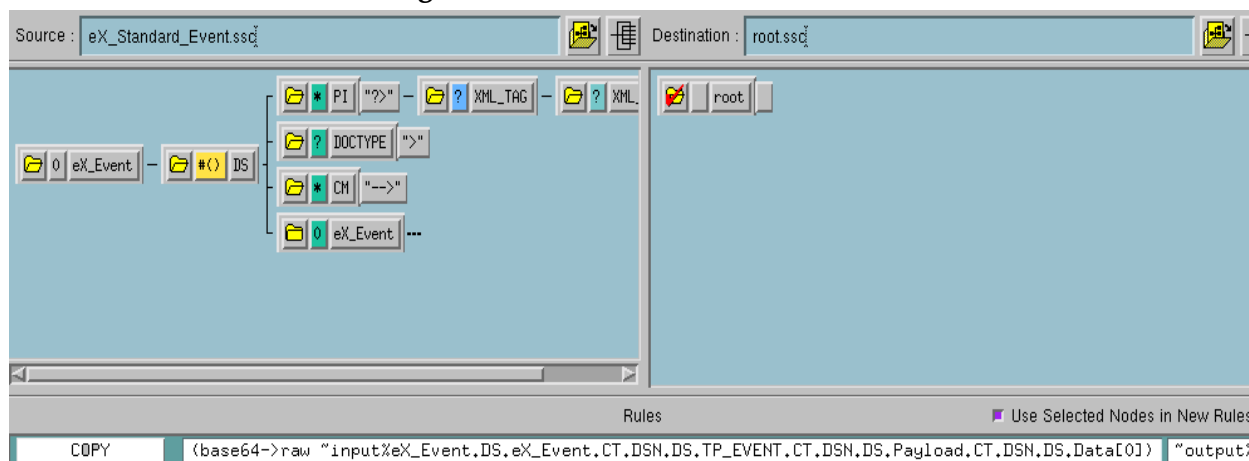 Source : eX_Standard_Event.ssc
Destination : root.ssc
* PI "?>" ? XML_TAG ? XML_
root
? DOCTYPE ">"
0 eX_Event #() DS
* CM "-->"
0 eX_Event
Rules
Use Selected Nodes in New Rules
COPY (base64->raw ~input%eX_Event.DS.eX_Event.CT.DSN.DS.TP_EVENT.CT.DSN.DS.Payload.CT.DSN.DS.Data[0]) ~output%